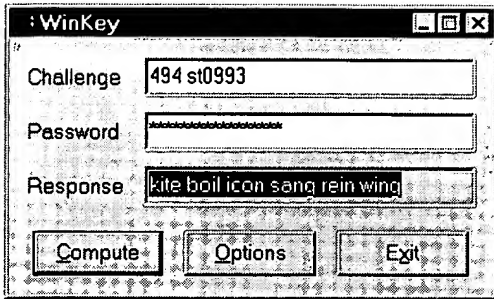 : WinKey
Challenge 494 st0993
Password ********************
Response kite boil icon sang rein wing
Compute Options Exit